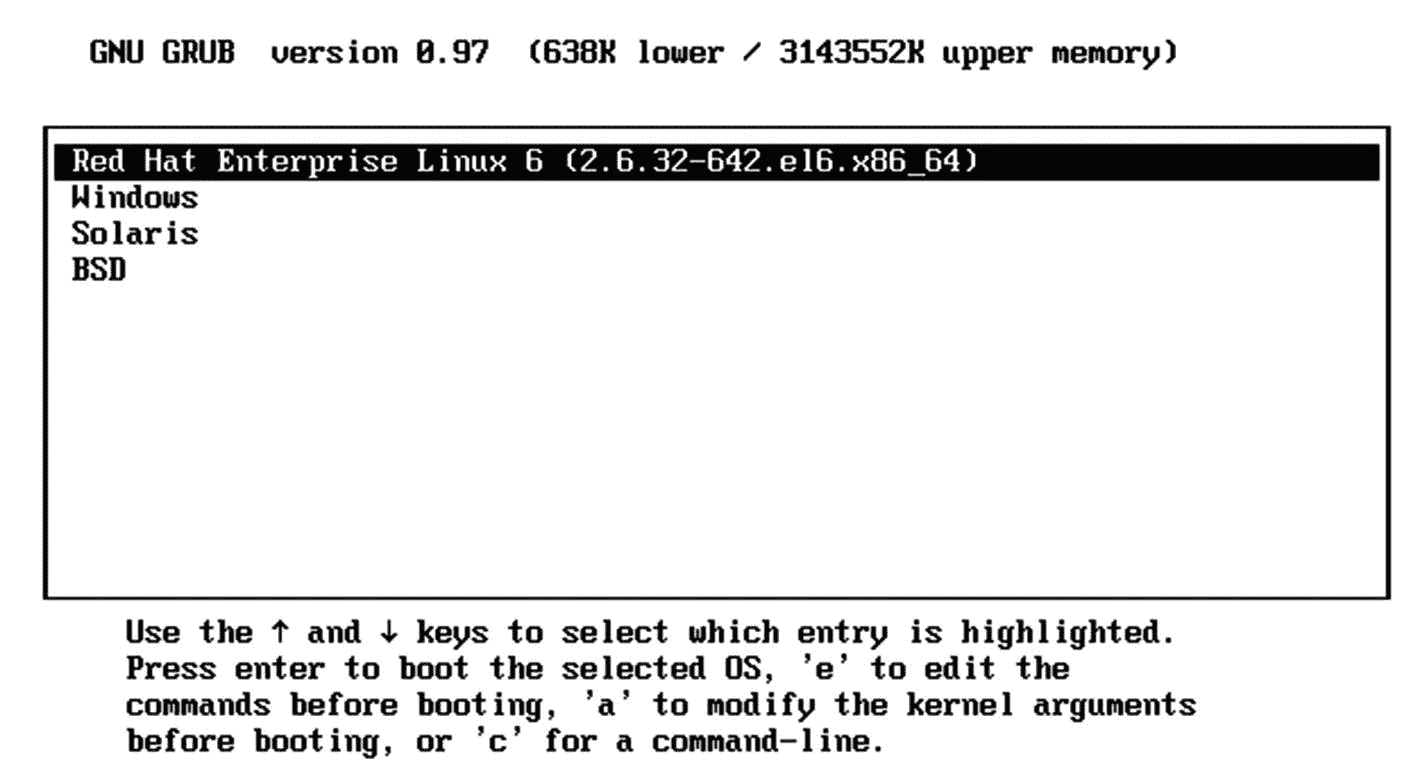 GNU GRUB version 0.97 (638K lower / 3143552K upper memory)
Red Hat Enterprise Linux 6 (2.6.32-642.el6.x86_64)
Windows
Solaris
BSD
Use the ↑ and ↓ keys to select which entry is highlighted.
Press enter to boot the selected OS, 'e' to edit the
commands before booting, 'a' to modify the kernel arguments
before booting, or 'c' for a command-line.